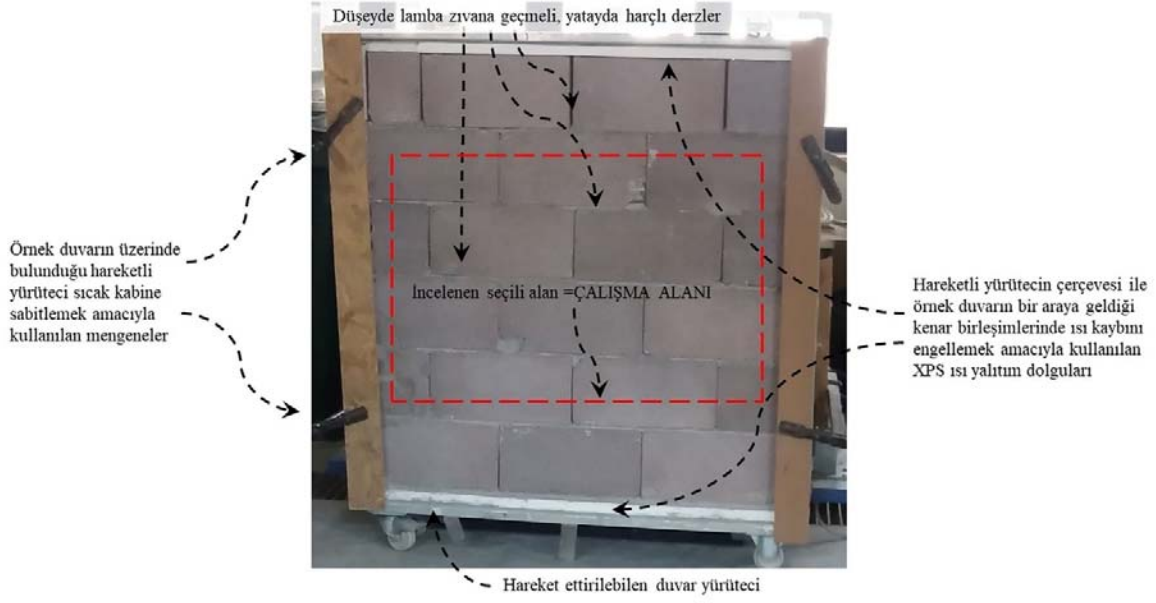 Düşeyde lamba zıvana geçmeli, yatayda harçlı derzler
Örnek duvarın üzerinde
bulunduğu hareketli
yürüteci sıcak kabine
sabitlemek amacıyla
kullanılan mengeneler
İncelenen seçili alan =ÇALIŞMA ALANI
Hareketli yürütecin çerçevesi ile
örnek duvarın bir araya geldiği
kenar birleşimlerinde ısı kaybını
engellemek amacıyla kullanılan
XPS ısı yalıtım dolguları
Hareket ettirilebilen duvar yürüteci